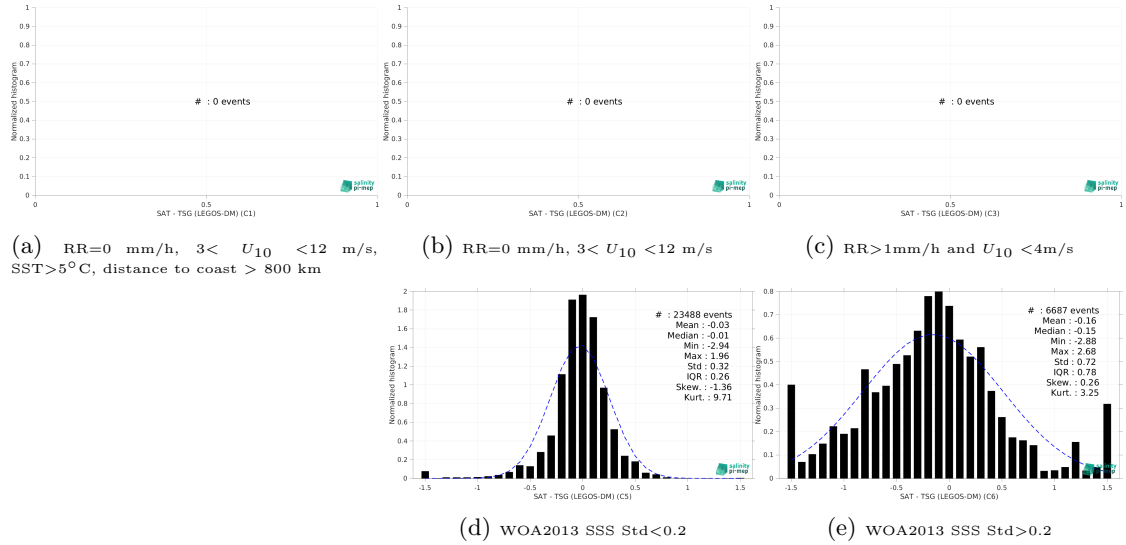 1
0.9
0.8
0.7
0.6
0.5
0.4
0.3
0.2
0.1
0
Normalized histogram
# : 0 events
salinity
pi-mep
0 0.5 1
SAT - TSG (LEGOS-DM) (C1)
1
0.9
0.8
0.7
0.6
0.5
0.4
0.3
0.2
0.1
0
Normalized histogram
# : 0 events
salinity
pi-mep
0 0.5 1
SAT - TSG (LEGOS-DM) (C2)
1
0.9
0.8
0.7
0.6
0.5
0.4
0.3
0.2
0.1
0
Normalized histogram
# : 0 events
salinity
pi-mep
0 0.5 1
SAT - TSG (LEGOS-DM) (C3)
(a) RR=0 mm/h, 3< U10 <12 m/s,
SST>5°C, distance to coast > 800 km
(b) RR=0 mm/h, 3< U10 <12 m/s
(c) RR>1mm/h and U10 <4m/s
2
1.8
1.6
1.4
1.2
1
0.8
0.6
0.4
0.2
0
Normalized histogram
# : 23488 events
Mean : -0.03
Median : -0.01
Min : -2.94
Max : 1.96
Std : 0.32
IQR : 0.26
Skew. : -1.36
Kurt. : 9.71
salinity
pi-mep
-1.5 -1 -0.5 0 0.5 1 1.5
SAT - TSG (LEGOS-DM) (C5)
0.8
0.7
0.6
0.5
0.4
0.3
0.2
0.1
0
Normalized histogram
# : 6687 events
Mean : -0.16
Median : -0.15
Min : -2.88
Max : 2.68
Std : 0.72
IQR : 0.78
Skew. : 0.26
Kurt. : 3.25
salinity
pi-mep
-1.5 -1 -0.5 0 0.5 1 1.5
SAT - TSG (LEGOS-DM) (C6)
(d) WOA2013 SSS Std<0.2
(e) WOA2013 SSS Std>0.2